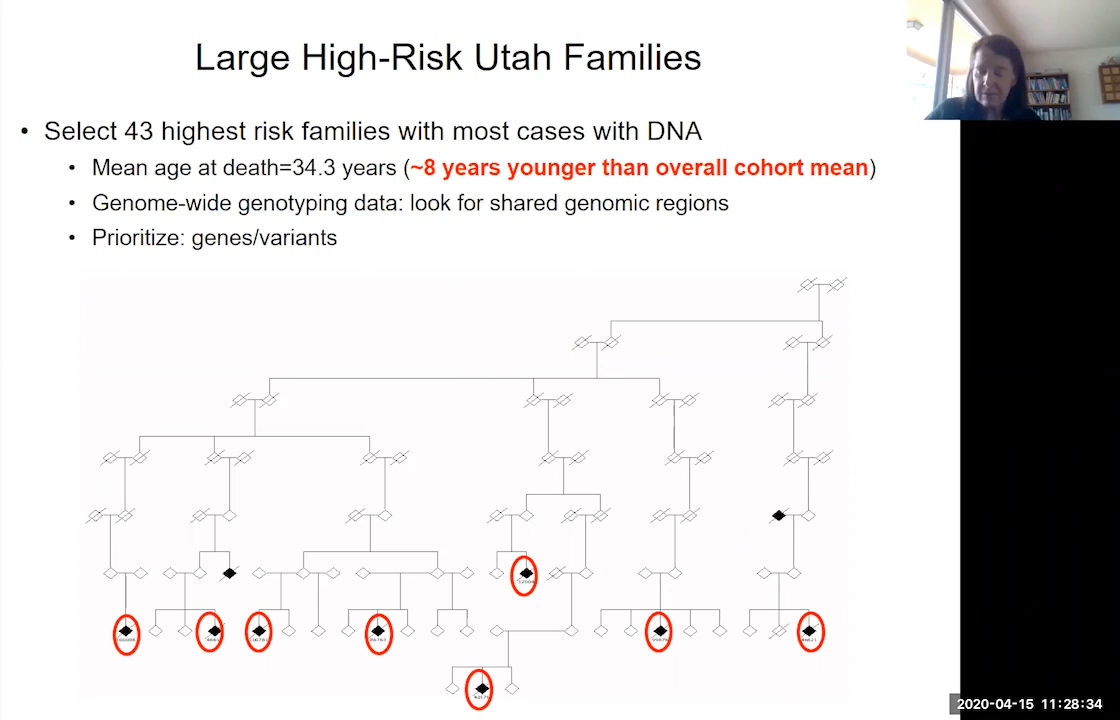 Large High-Risk Utah Families
• Select 43 highest risk families with most cases with DNA
• Mean age at death=34.3 years (~8 years younger than overall cohort mean)
• Genome-wide genotyping data: look for shared genomic regions
• Prioritize: genes/variants
2020-04-15 11:28:34